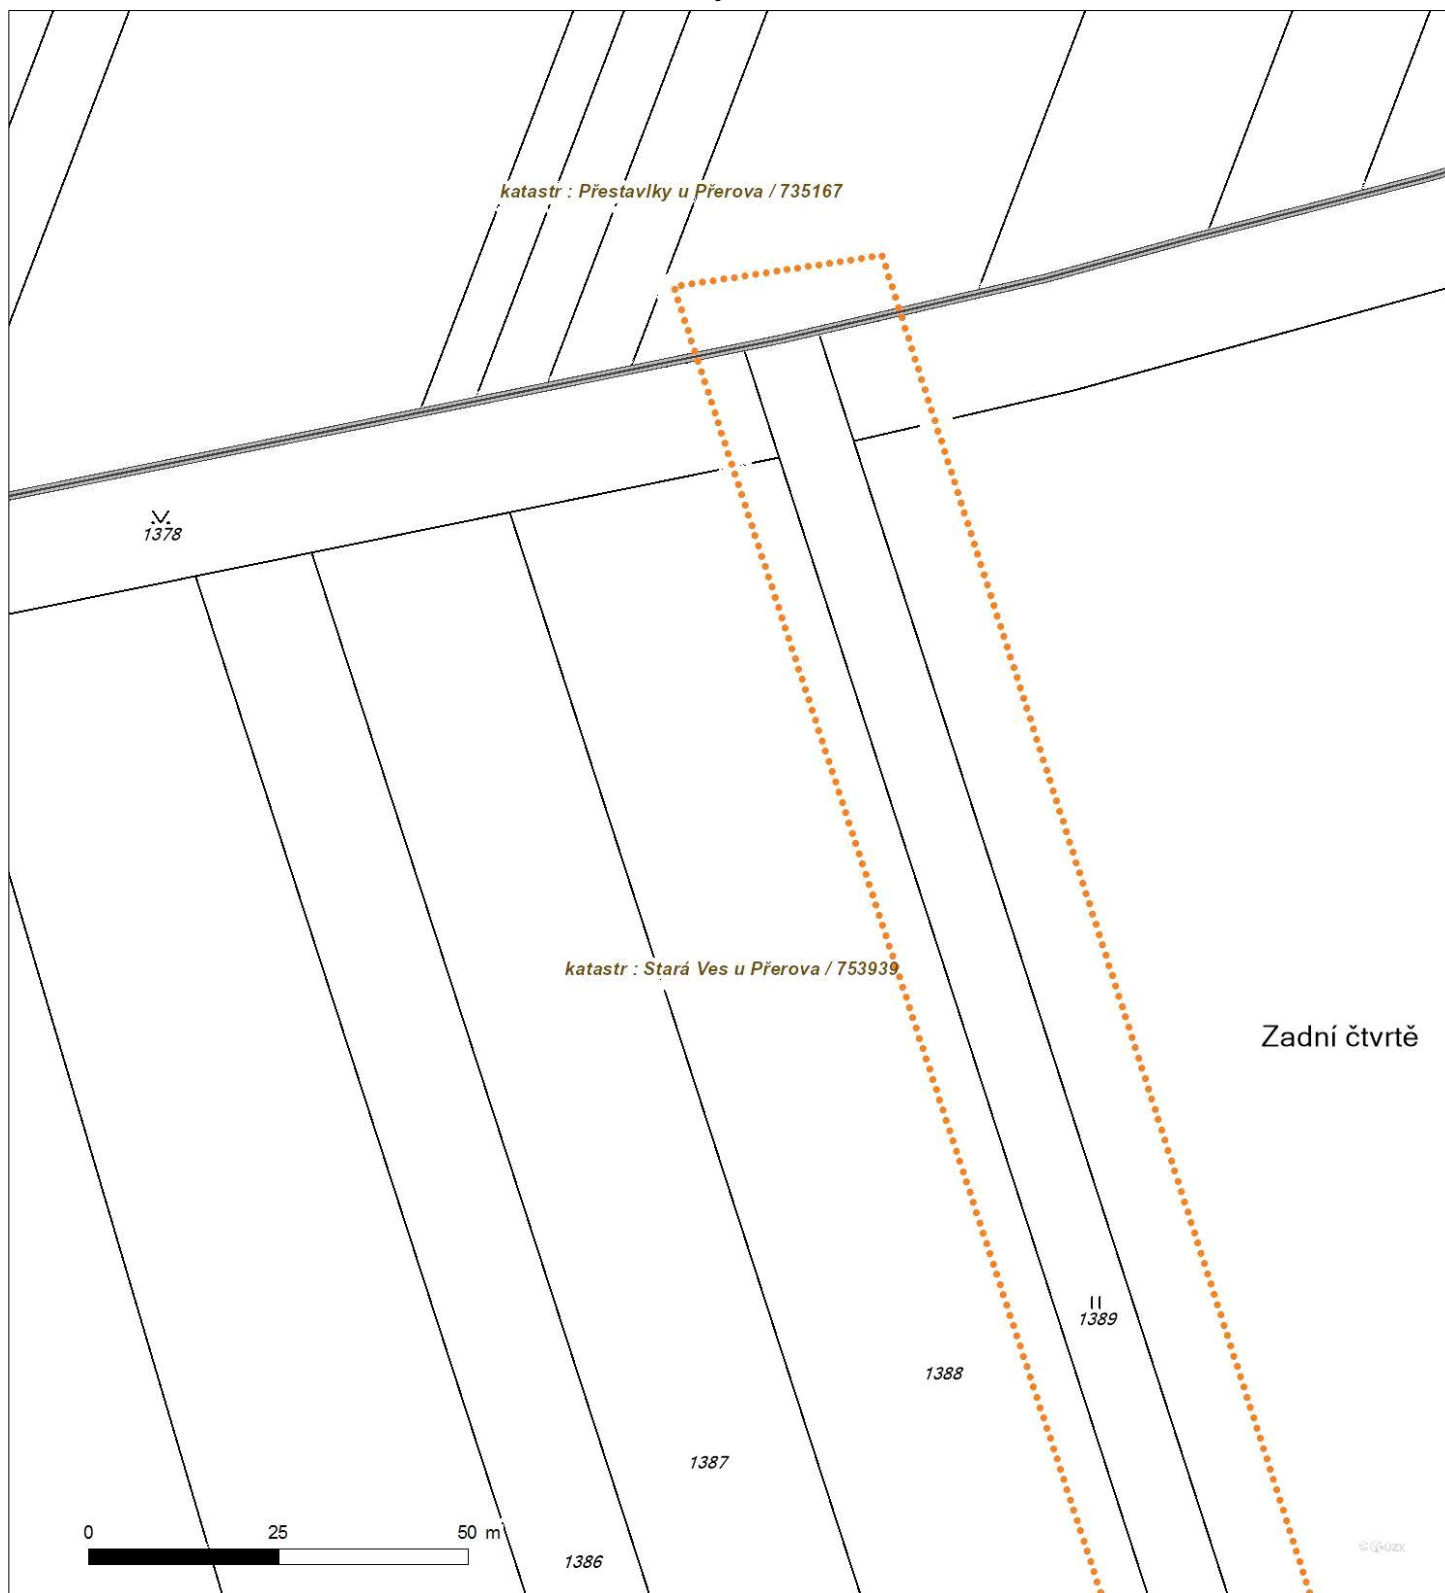 katastr : Přestavlky u Přerova / 735167
1378
katastr : Stará Ves u Přerova / 753939
Zadní čtvrtě
1389
1388
1387
0 25 50 m
1386